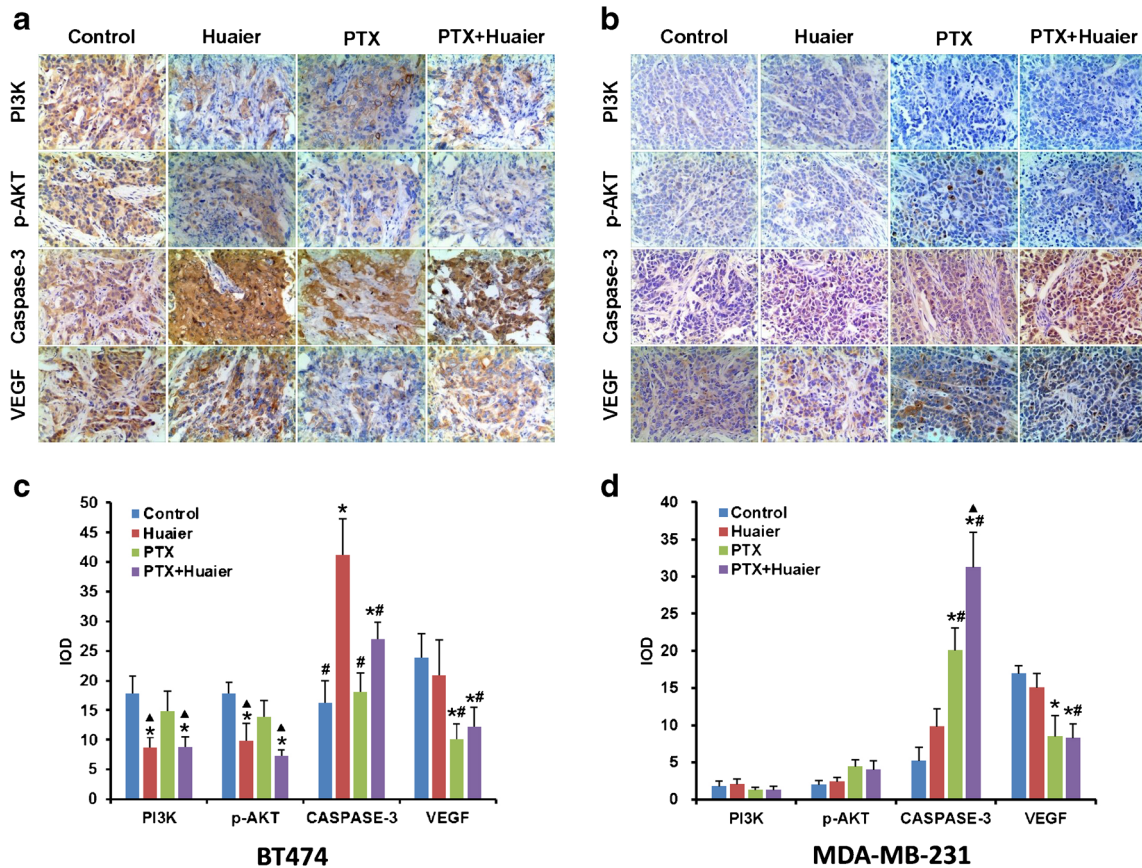 a
Control Huaier PTX PTX+Huaier
PI3K
p-AKT
Caspase-3
VEGF
b
Control Huaier PTX PTX+Huaier
PI3K
p-AKT
Caspase-3
VEGF
c
50
45
40
35
30
25
20
15
10
5
0
IOD
Control
Huaier
PTX
PTX+Huaier
▲
*
▲
*
▲
*
▲
*
#
*
#
*#
*#
*#
PI3K p-AKT CASPASE-3 VEGF
BT474
d
40
35
30
25
20
15
10
5
0
IOD
Control
Huaier
PTX
PTX+Huaier
*#
▲
*#
*
*#
PI3K p-AKT CASPASE-3 VEGF
MDA-MB-231